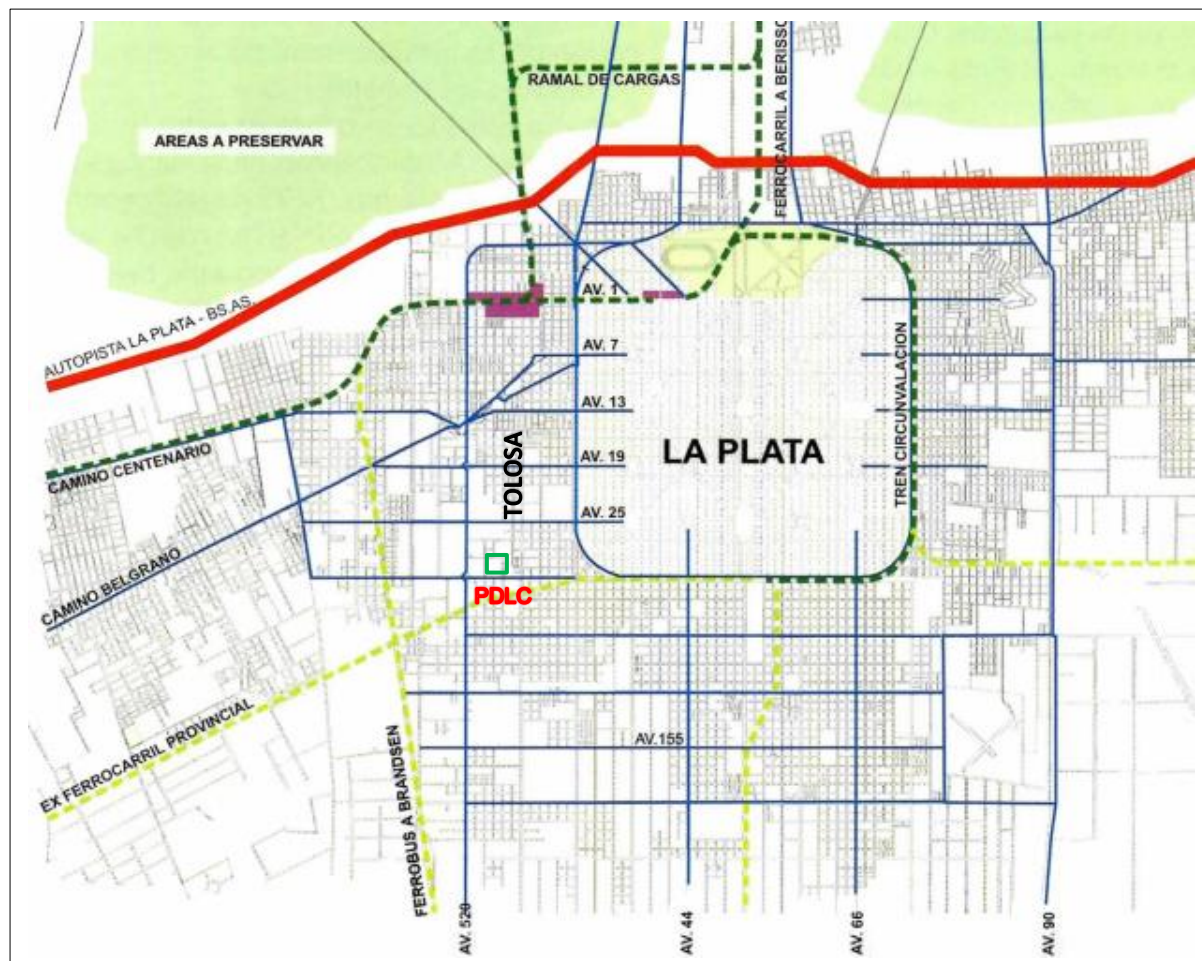 RAMAL DE CARGAS
FERROCARRIL A BERISSO
AREAS A PRESERVAR
AUTOPISTA LA PLATA - BS.AS.
AV. 1
AV. 7
AV. 13
TOLOSA
LA PLATA
TREN CIRCUNVALACION
CAMINO CENTENARIO
AV. 19
AV. 25
CAMINO BELGRANO
PDLC
EX FERROCARRIL PROVINCIAL
FERROBUS A BRANDSEN
AV.155
AV. 520
AV. 44
AV. 66
AV. 90